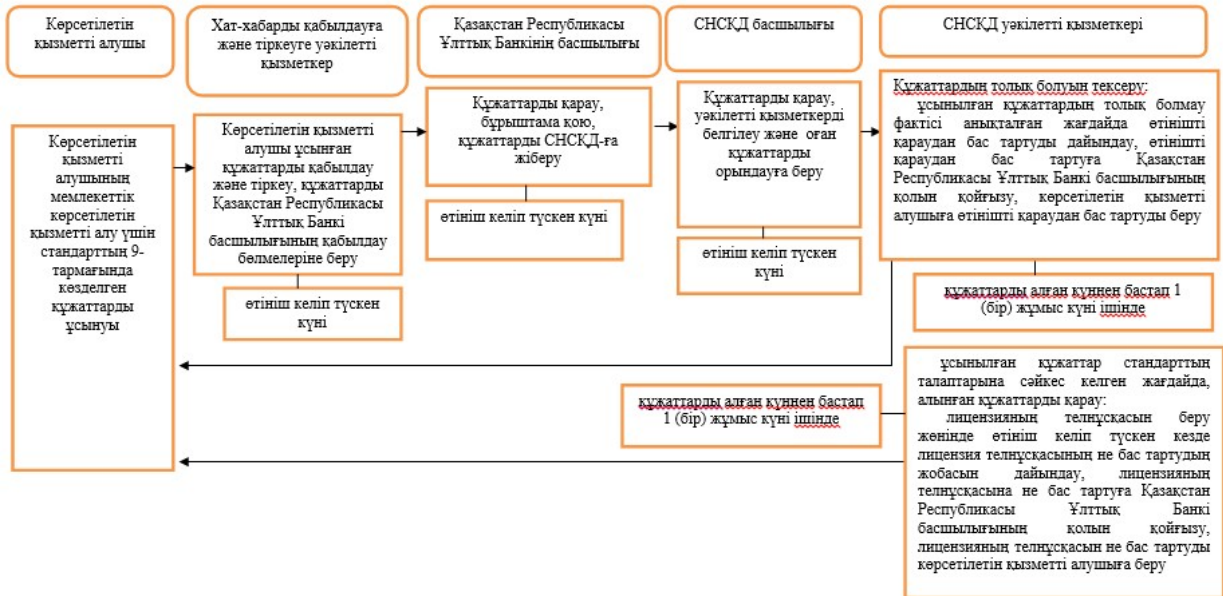 Көрсетілетін
қызметті алушы
Хат-хабарды қабылдауға
және тіркеуге уәкілетті
қызметкер
Қазақстан Республикасы
Ұлттық Банкінің басшылығы
СНСҚД басшылығы
СНСҚД уәкілетті қызметкері
Көрсетілетін
қызметті
алушының
мемлекеттік
көрсетілетін
қызметті алу үшін
стандарттың 9-
тармағында
көзделген
құжаттарды
ұсынуы
Көрсетілетін қызметті
алушы ұсынған
құжаттарды қабылдау
және тіркеу, құжаттарды
Қазақстан Республикасы
Ұлттық Банкі
басшылығының қабылдау
бөлмелеріне беру
өтініш келіп түскен
күні
Құжаттарды қарау,
бұрыштама қою,
құжаттарды СНСҚД-ға
жіберу
өтініш келіп түскен күні
Құжаттарды қарау,
уәкілетті қызметкерді
белгілеу және оған
құжаттарды
орындауға беру
өтініш келіп түскен
күні
Құжаттардың толық болуын тексеру:
ұсынылған құжаттардың толық болмау
фактісі анықталған жағдайда өтінішті
қараудан бас тартуды дайындау, өтінішті
қараудан бас тартуға Қазақстан
Республикасы Ұлттық Банкі басшылығының
қолын қойғызу, көрсетілетін қызметті
алушыға өтінішті қараудан бас тартуды беру
құжаттарды алған күннен бастап 1
(бір) жұмыс күні ішінде
құжаттарды алған күннен бастап
1 (бір) жұмыс күні ішінде
ұсынылған құжаттар стандарттың
талаптарына сәйкес келген жағдайда,
алынған құжаттарды қарау:
лицензияның телнұсқасын беру
жөнінде өтініш келіп түскен кезде
лицензия телнұсқасының не бас тартудың
жобасын дайындау, лицензияның
телнұсқасына не бас тартуға Қазақстан
Республикасы Ұлттық Банкі
басшылығының қолын қойғызу,
лицензияның телнұсқасын не бас тартуды
көрсетілетін қызметті алушыға беру